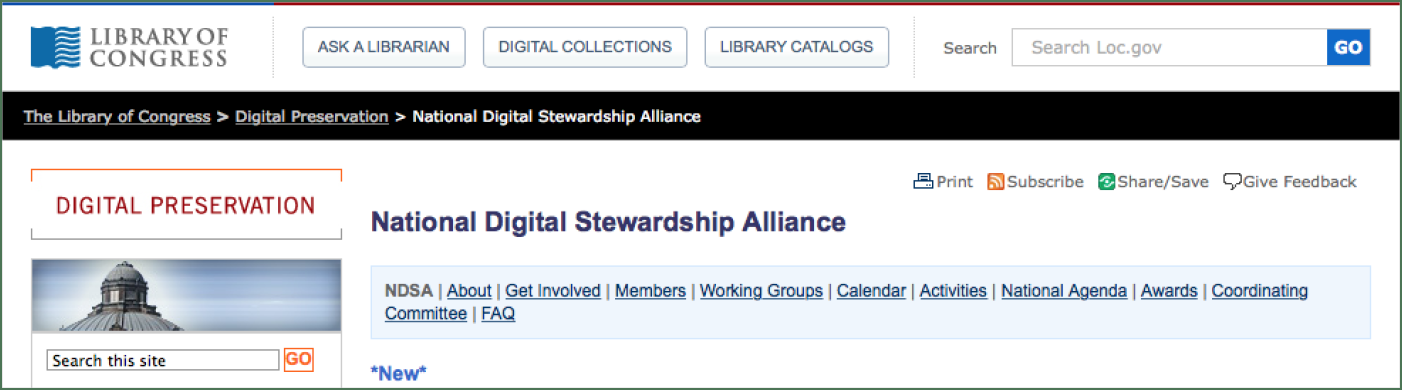 LIBRARY OF
CONGRESS
ASK A LIBRARIAN
DIGITAL COLLECTIONS
LIBRARY CATALOGS
Search
Search Loc.gov
GO
The Library of Congress > Digital Preservation > National Digital Stewardship Alliance
Print Subscribe Share/Save Give Feedback
DIGITAL PRESERVATION
National Digital Stewardship Alliance
NDSA | About | Get Involved | Members | Working Groups | Calendar | Activities | National Agenda | Awards | Coordinating
Committee | FAQ
Search this site
GO
*New*